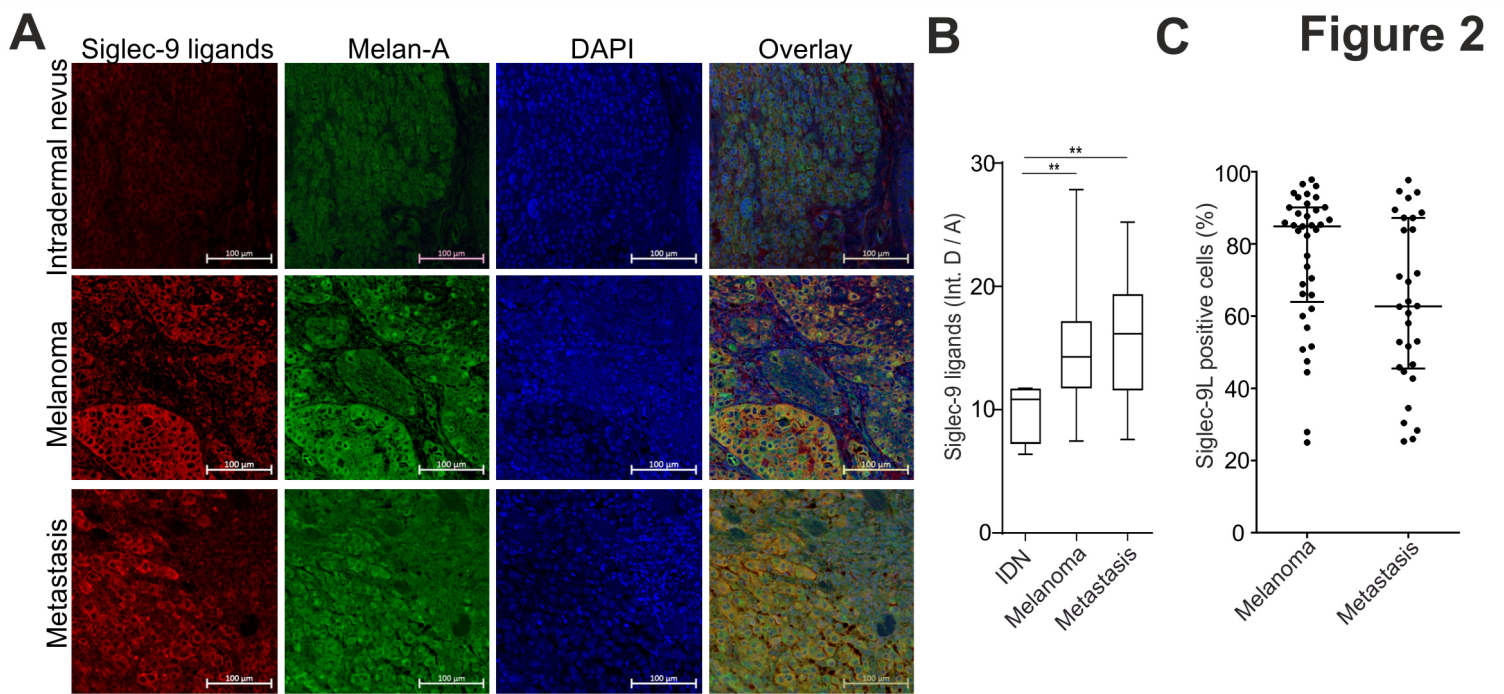 A
B
C
Figure 2
Siglec-9 ligands
Melan-A
DAPI
Overlay
Intradermal nevus
100 µm
100 µm
100 µm
100 µm
Melanoma
100 µm
100 µm
100 µm
100 µm
Metastasis
100 µm
100 µm
100 µm
100 µm
Siglec-9 ligands (Int. D / A)
30
20
10
0
**
**
IDN
Melanoma
Metastasis
Siglec-9L positive cells (%)
100
80
60
40
20
0
Melanoma
Metastasis